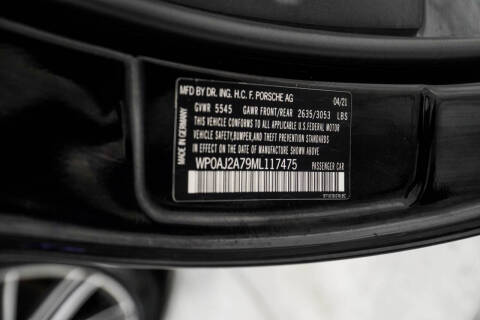 MFD BY DR. ING. H.C. F. PORSCHE AG 04/21
GVWR 5545 GAWR FRONT/REAR 2635/3053 LBS
THIS VEHICLE CONFORMS TO ALL
APPLICABLE U.S.FEDERAL MOTOR
VEHICLE SAFETY,BUMPER,AND THEFT
PREVENTION STANDARDS
IN EFFECT ON THE DATE OF
MANUFACTURE SHOWN ABOVE
MADE IN GERMANY
WP0AJ2A79ML117475 PASSENGER CAR